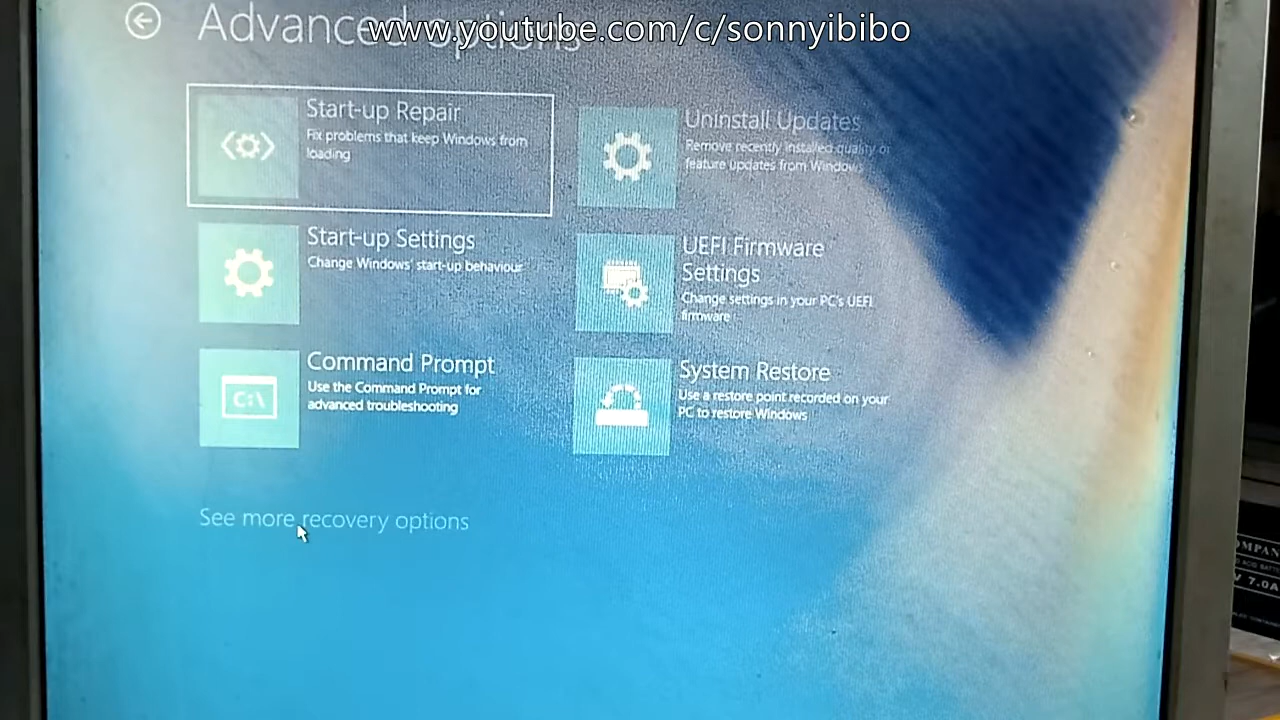 Advanced options
www.youtube.com/c/sonnyibibo
Start-up Repair
Fix problems that keep Windows from
loading
Uninstall Updates
Remove recently installed quality or
feature updates from Windows
Start-up Settings
Change Windows' start-up behaviour
UEFI Firmware
Settings
Change settings in your PC's UEFI
firmware
Command Prompt
Use the Command Prompt for
advanced troubleshooting
C:\
System Restore
Use a restore point recorded on your
PC to restore Windows
See more recovery options
OMPAN
V 7.0A